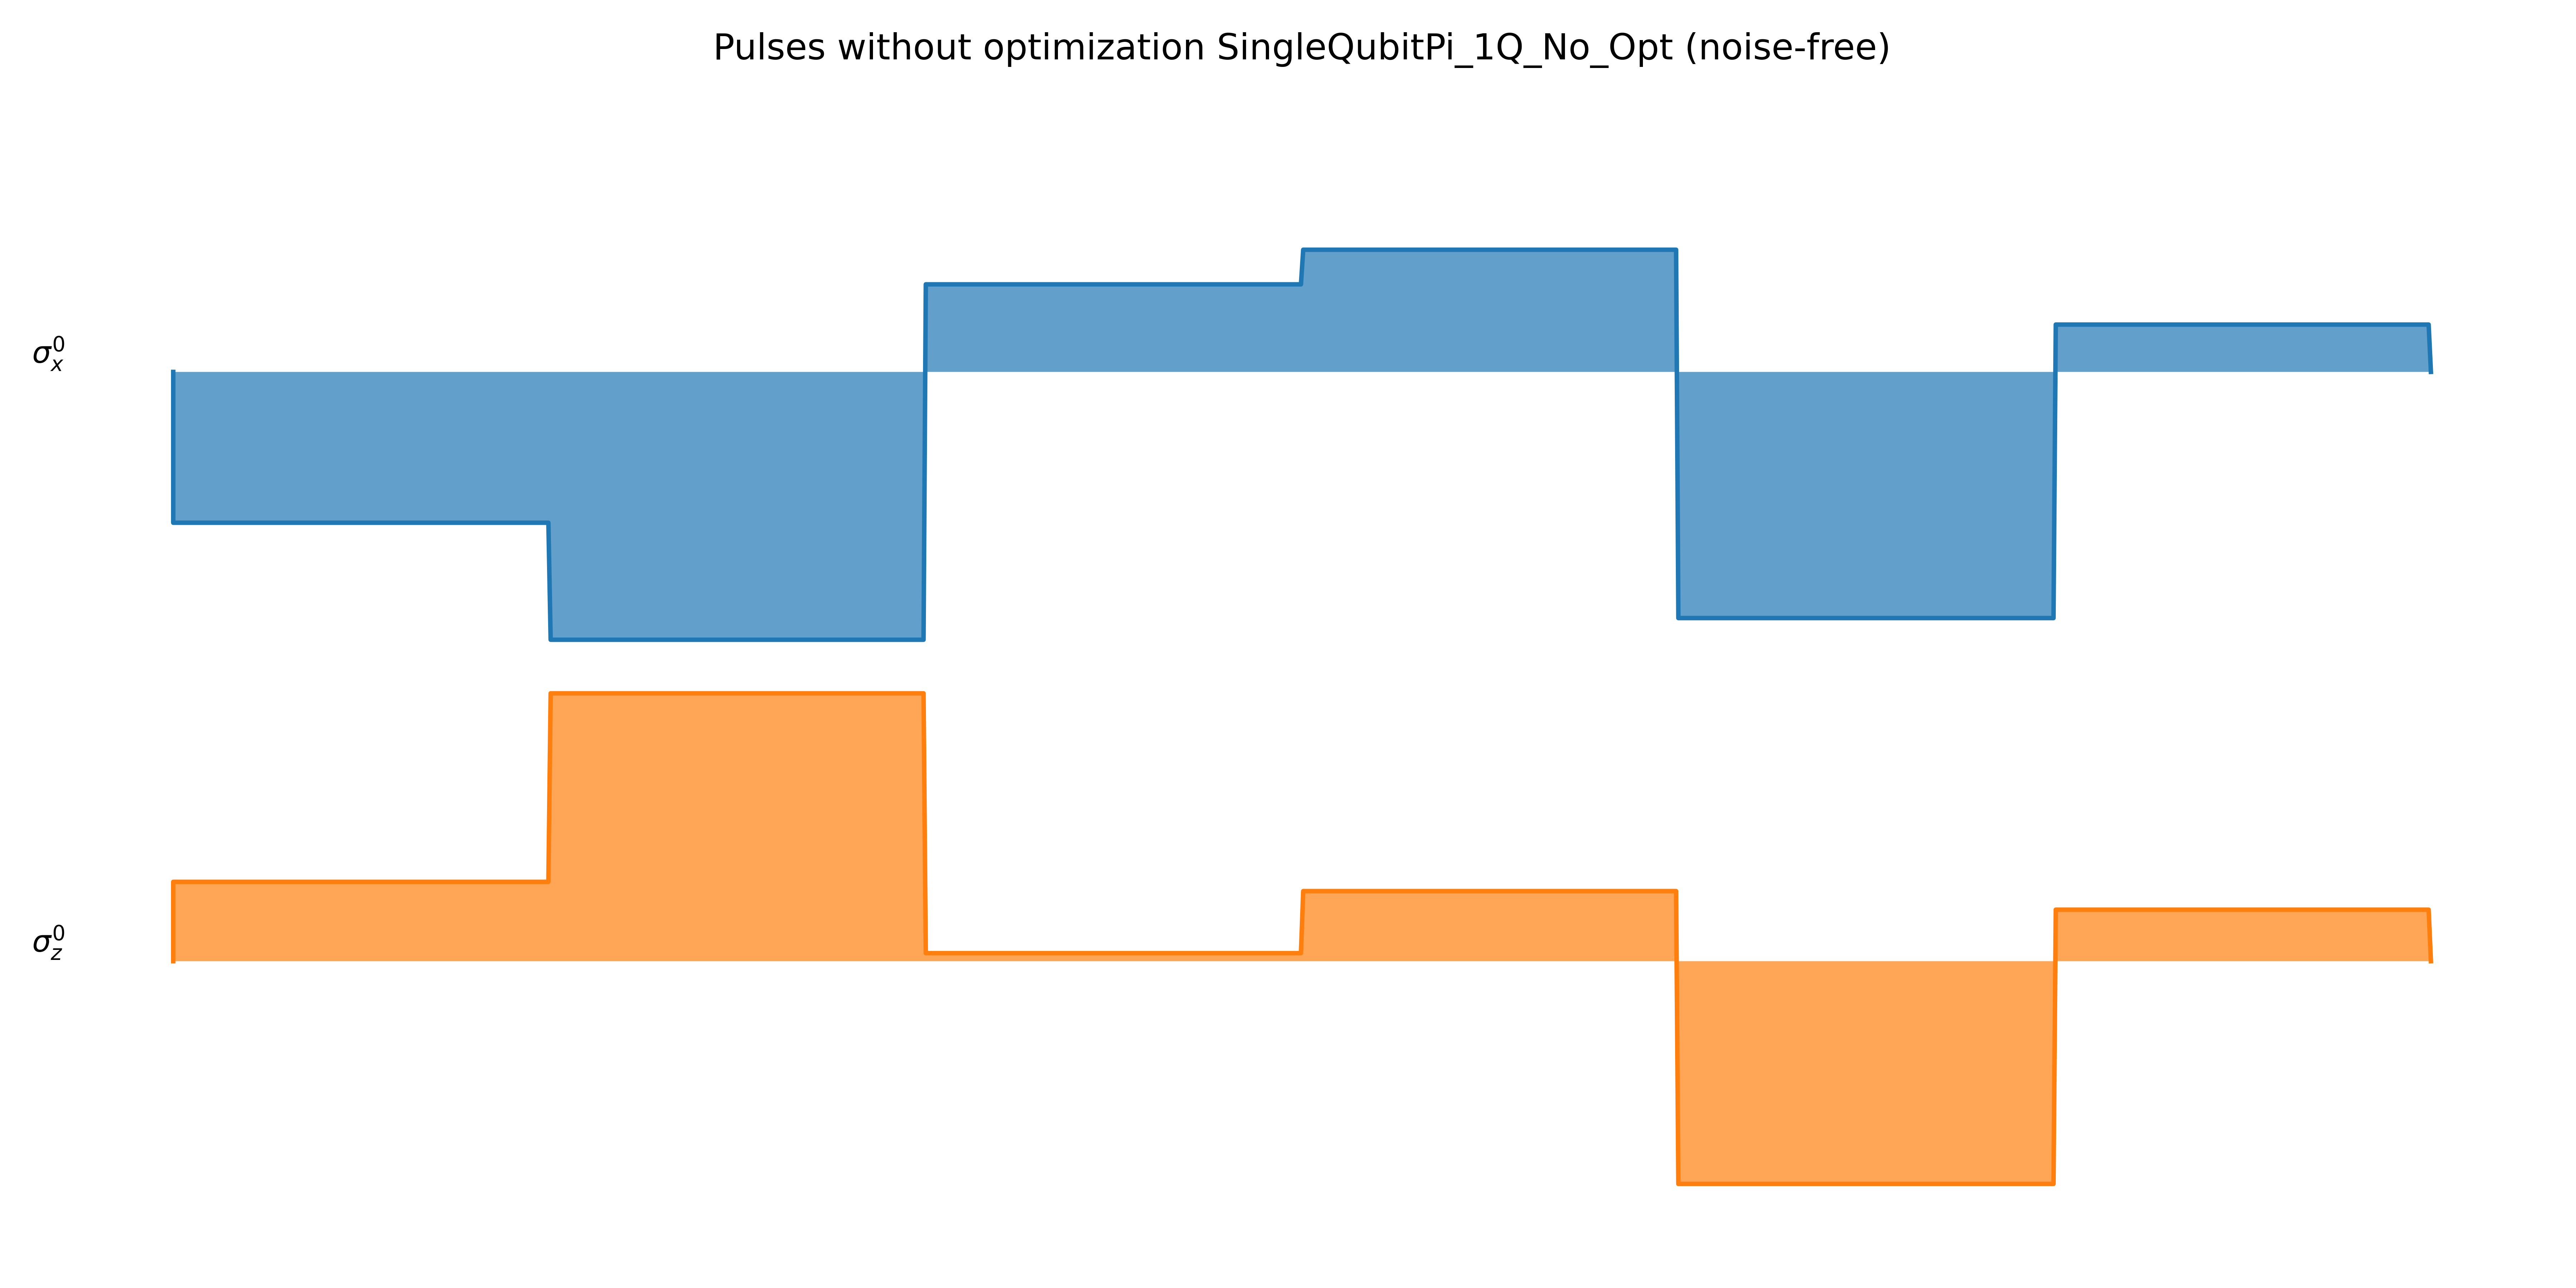 Pulses without optimization SingleQubitPi_1Q_No_Opt (noise-free)
σ_x^0
σ_z^0